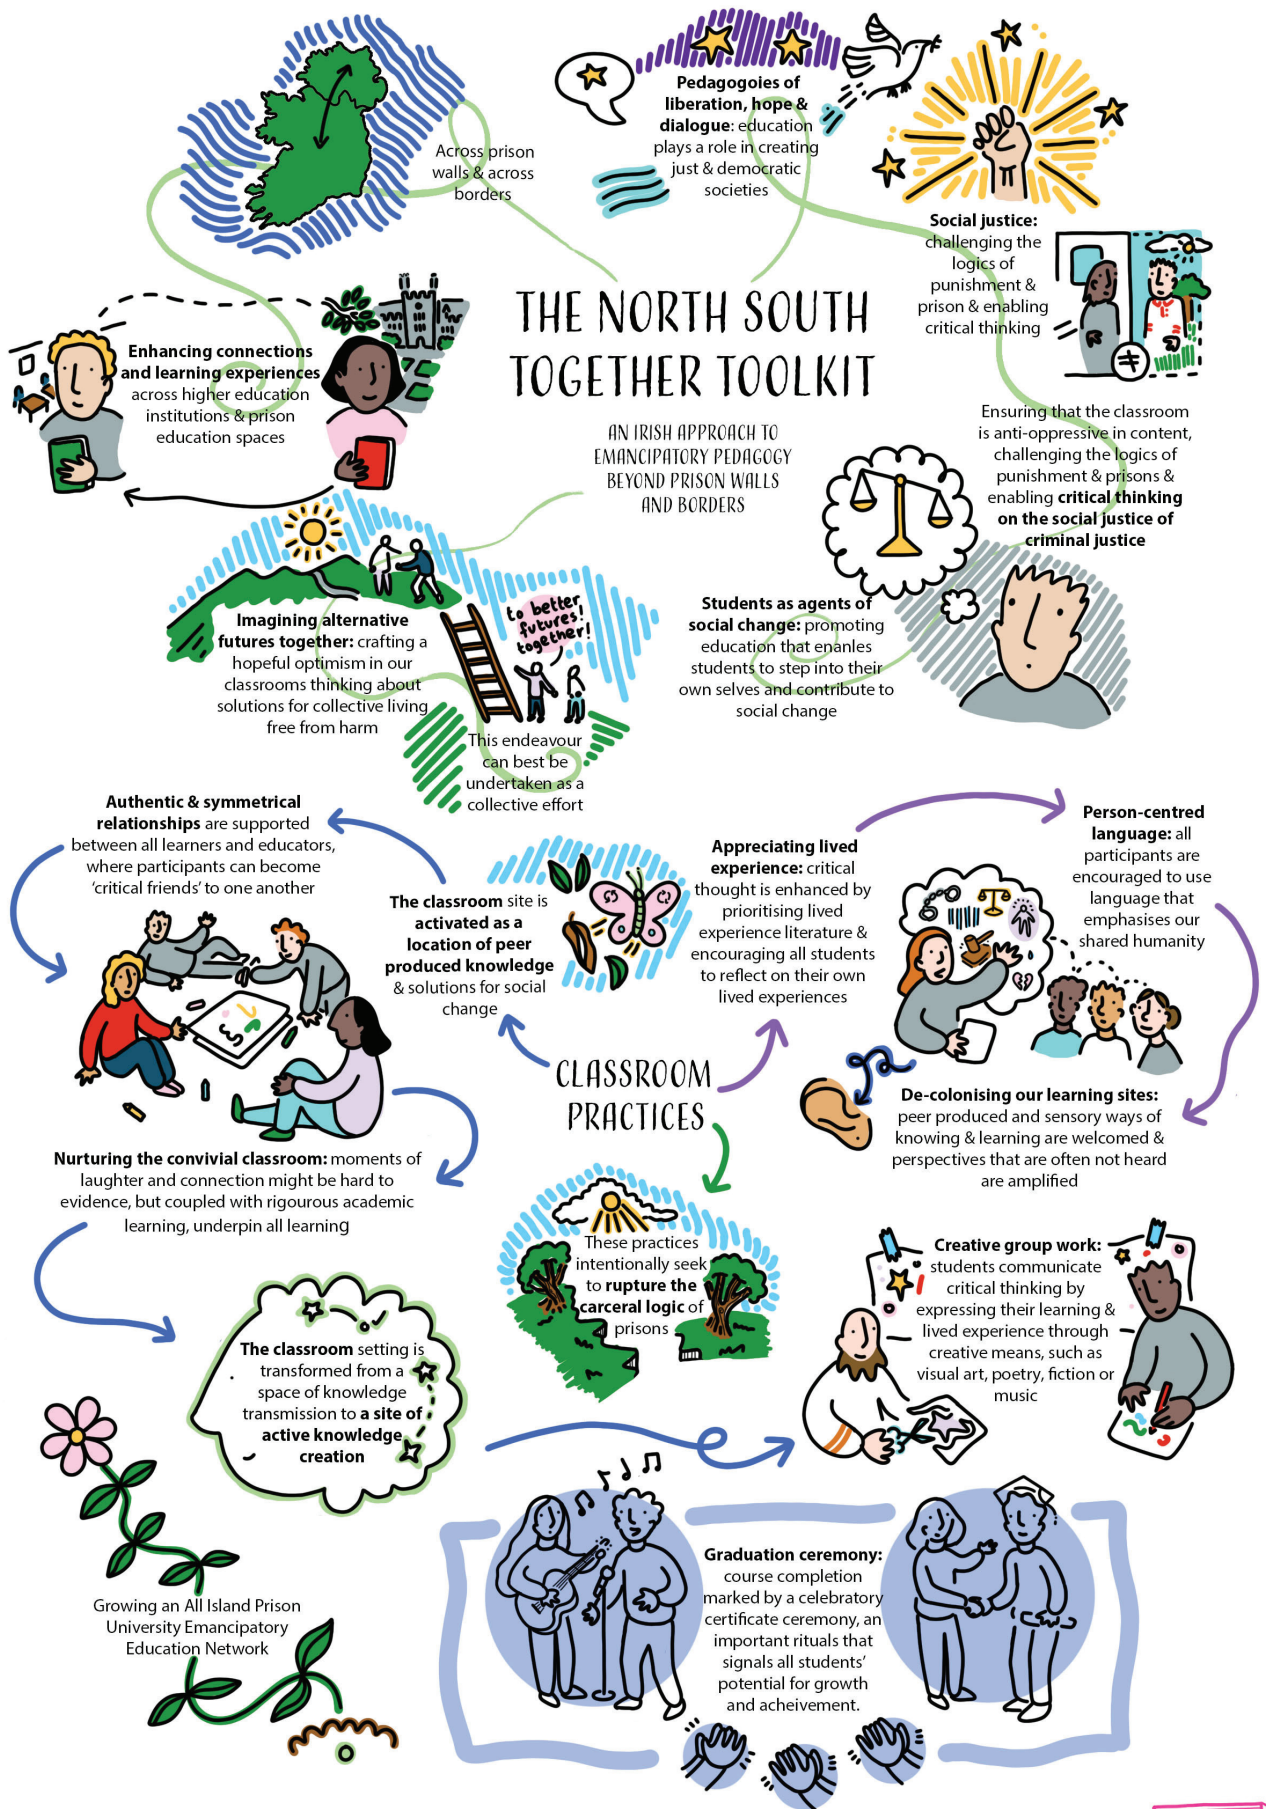 Across prison
walls & across
borders
Pedagogoies of
liberation, hope &
dialogue: education
plays a role in creating
just & democratic
societies
Social justice:
challenging the
logics of
punishment &
prison & enabling
critical thinking
THE NORTH SOUTH
TOGETHER TOOLKIT
AN IRISH APPROACH TO
EMANCIPATORY PEDAGOGY
BEYOND PRISON WALLS
AND BORDERS
Enhancing connections
and learning experiences
across higher education
institutions & prison
education spaces
Ensuring that the classroom
is anti-oppressive in content,
challenging the logics of
punishment & prisons &
enabling critical thinking
on the social justice of
criminal justice
Imagining alternative
futures together: crafting a
hopeful optimism in our
classrooms thinking about
solutions for collective living
free from harm
to better
futures!
together!
This endeavour
can best be
undertaken as a
collective effort
Students as agents of
social change: promoting
education that enanles
students to step into their
own selves and contribute to
social change
Authentic & symmetrical
relationships are supported
between all learners and educators,
where participants can become
‘critical friends’ to one another
The classroom site is
activated as a
location of peer
produced knowledge
& solutions for social
change
Appreciating lived
experience: critical
thought is enhanced by
prioritising lived
experience literature &
encouraging all students
to reflect on their own
lived experiences
Person-centred
language: all
participants are
encouraged to use
language that
emphasises our
shared humanity
CLASSROOM
PRACTICES
De-colonising our learning sites:
peer produced and sensory ways of
knowing & learning are welcomed &
perspectives that are often not heard
are amplified
Nurturing the convivial classroom: moments of
laughter and connection might be hard to
evidence, but coupled with rigourous academic
learning, underpin all learning
These practices
intentionally seek
to rupture the
carceral logic of
prisons
Creative group work:
students communicate
critical thinking by
expressing their learning &
lived experience through
creative means, such as
visual art, poetry, fiction or
music
The classroom setting is
transformed from a
space of knowledge
transmission to a site of
active knowledge
creation
Growing an All Island Prison
University Emancipatory
Education Network
Graduation ceremony:
course completion
marked by a celebratory
certificate ceremony, an
important rituals that
signals all students’
potential for growth
and acheivement.